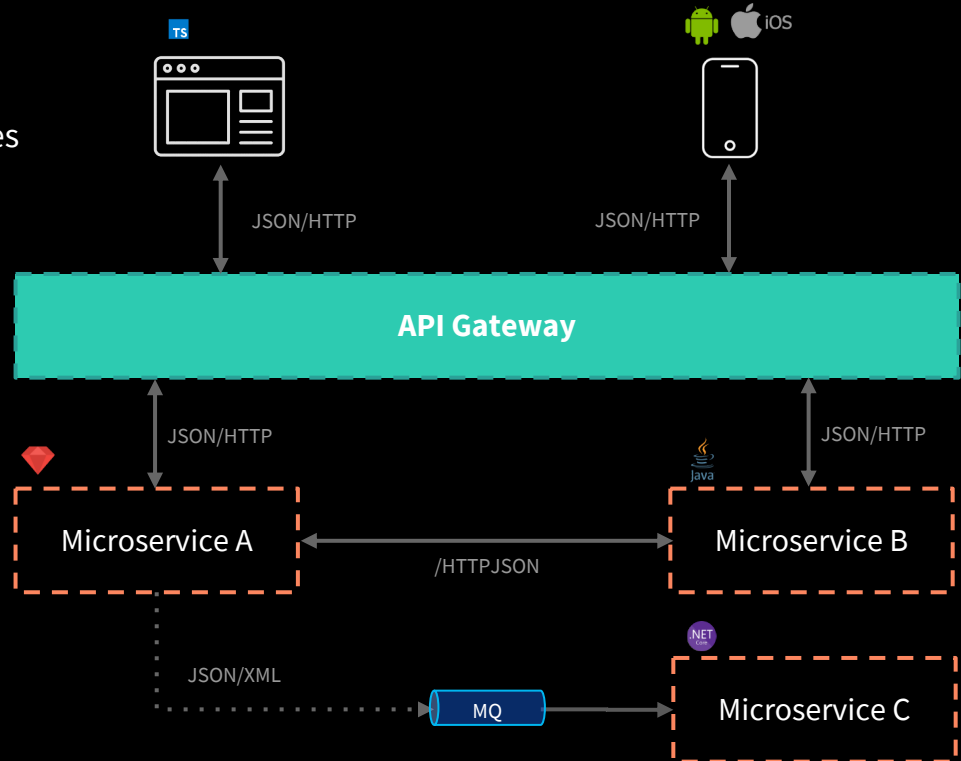 TS
iOS
es
JSON/HTTP
JSON/HTTP
API Gateway
JSON/HTTP
JSON/HTTP
Java
Microservice A
Microservice B
/HTTPJSON
.NET
Core
JSON/XML
MQ
Microservice C